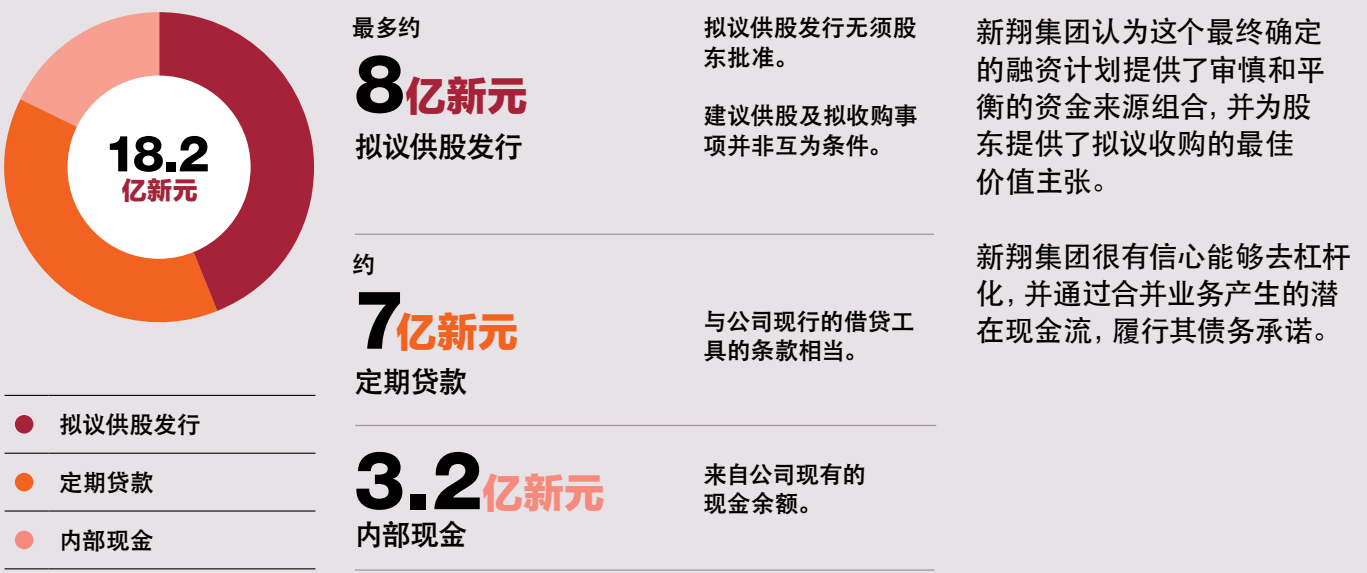 18.2
亿新元
拟议供股发行
定期贷款
内部现金
最多约
8亿新元
拟议供股发行
拟议供股发行无须股
东批准。
建议供股及拟收购事
项并非互为条件。
约
7亿新元
定期贷款
与公司现行的借贷工
具的条款相当。
3.2亿新元
内部现金
来自公司现有的
现金余额。
新翔集团认为这个最终确定
的融资计划提供了审慎和平
衡的资金来源组合, 并为股
东提供了拟议收购的最佳
价值主张。
新翔集团很有信心能够去杠杆
化, 并通过合并业务产生的潜
在现金流, 履行其债务承诺。